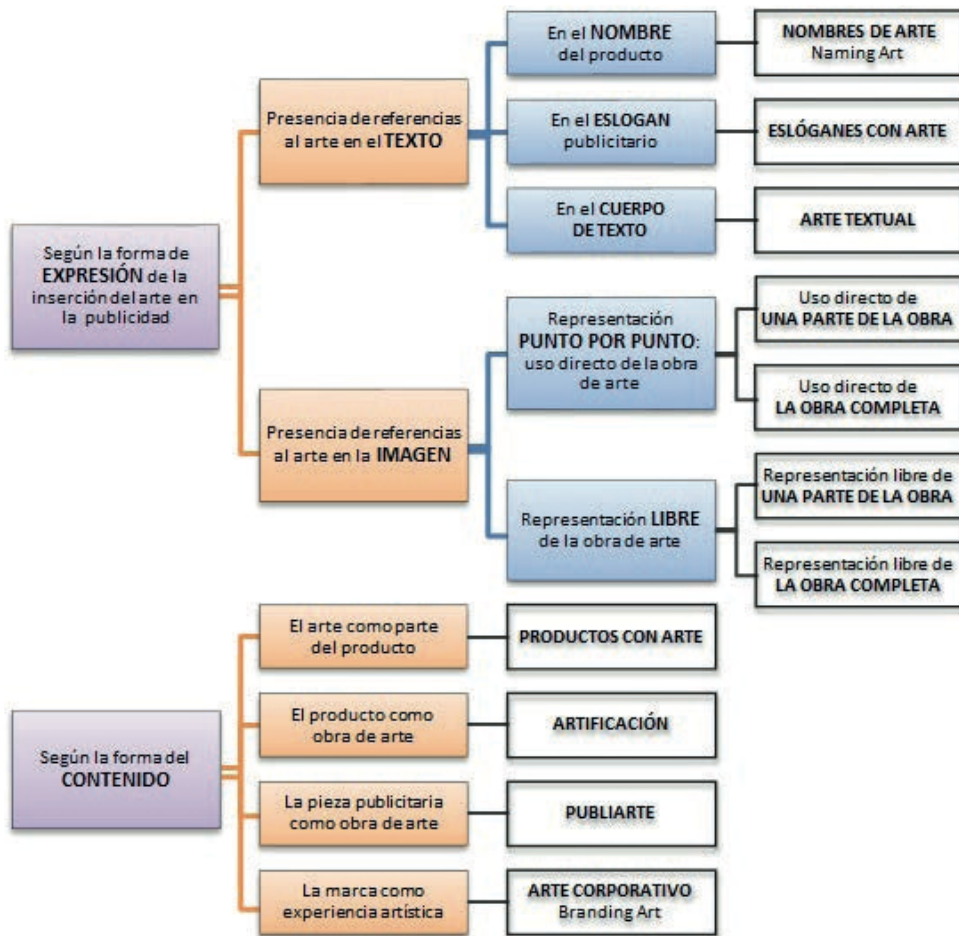 Según la forma de
EXPRESIÓN de la
inserción del arte en
la publicidad
Presencia de referencias
al arte en el TEXTO
En el NOMBRE
del producto
NOMBRES DE ARTE
Naming Art
En el ESLOGAN
publicitario
ESLÓGANES CON ARTE
En el CUERPO
DE TEXTO
ARTE TEXTUAL
Presencia de referencias
al arte en la IMAGEN
Representación
PUNTO POR PUNTO:
uso directo de la obra
de arte
Uso directo de
UNA PARTE DE LA OBRA
Uso directo de
LA OBRA COMPLETA
Representación LIBRE
de la obra de arte
Representación libre de
UNA PARTE DE LA OBRA
Representación libre de
LA OBRA COMPLETA
Según la forma del
CONTENIDO
El arte como parte
del producto
PRODUCTOS CON ARTE
El producto como
obra de arte
ARTIFICACIÓN
La pieza publicitaria
como obra de arte
PUBLIARTE
La marca como
experiencia artística
ARTE CORPORATIVO
Branding Art